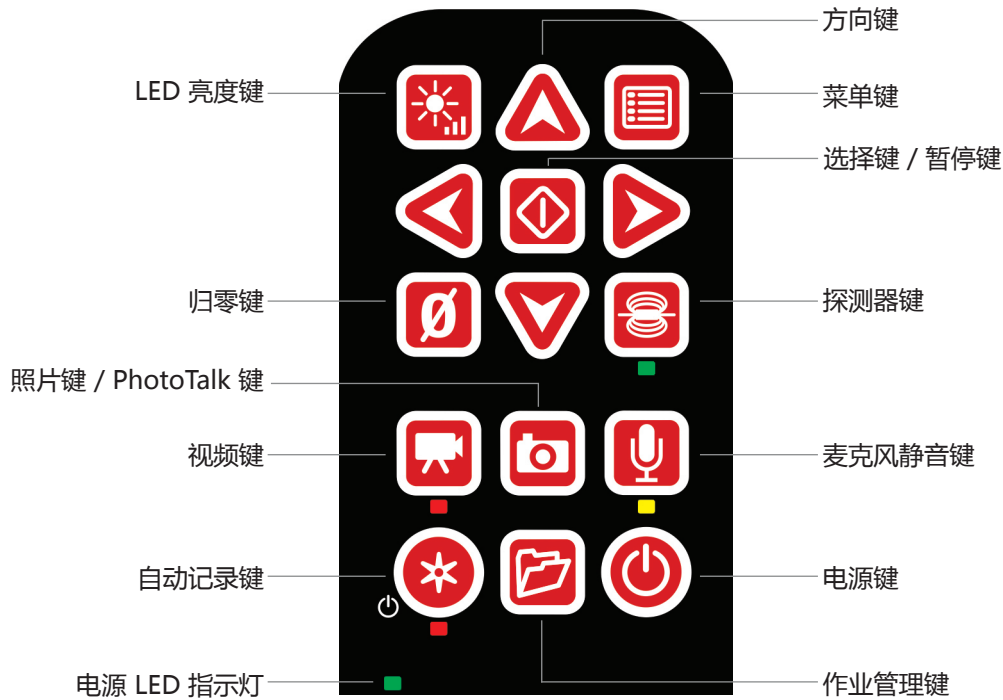 方向键
LED 亮度键
菜单键
选择键 / 暂停键
归零键
探测器键
照片键 / PhotoTalk 键
视频键
麦克风静音键
自动记录键
电源键
电源 LED 指示灯
作业管理键